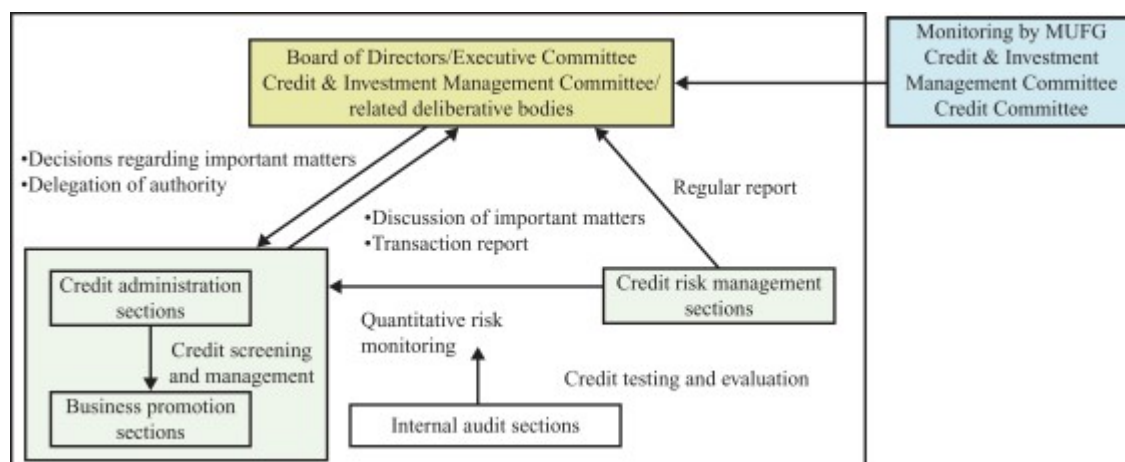 Board of Directors/Executive Committee
Credit & Investment Management Committee/
related deliberative bodies
Monitoring by MUFG
Credit & Investment
Management Committee
Credit Committee
•Decisions regarding important matters
•Delegation of authority
Regular report
•Discussion of important matters
•Transaction report
Credit administration
sections
Credit risk management
sections
Quantitative risk
monitoring
Credit screening
and management
Credit testing and evaluation
Business promotion
sections
Internal audit sections